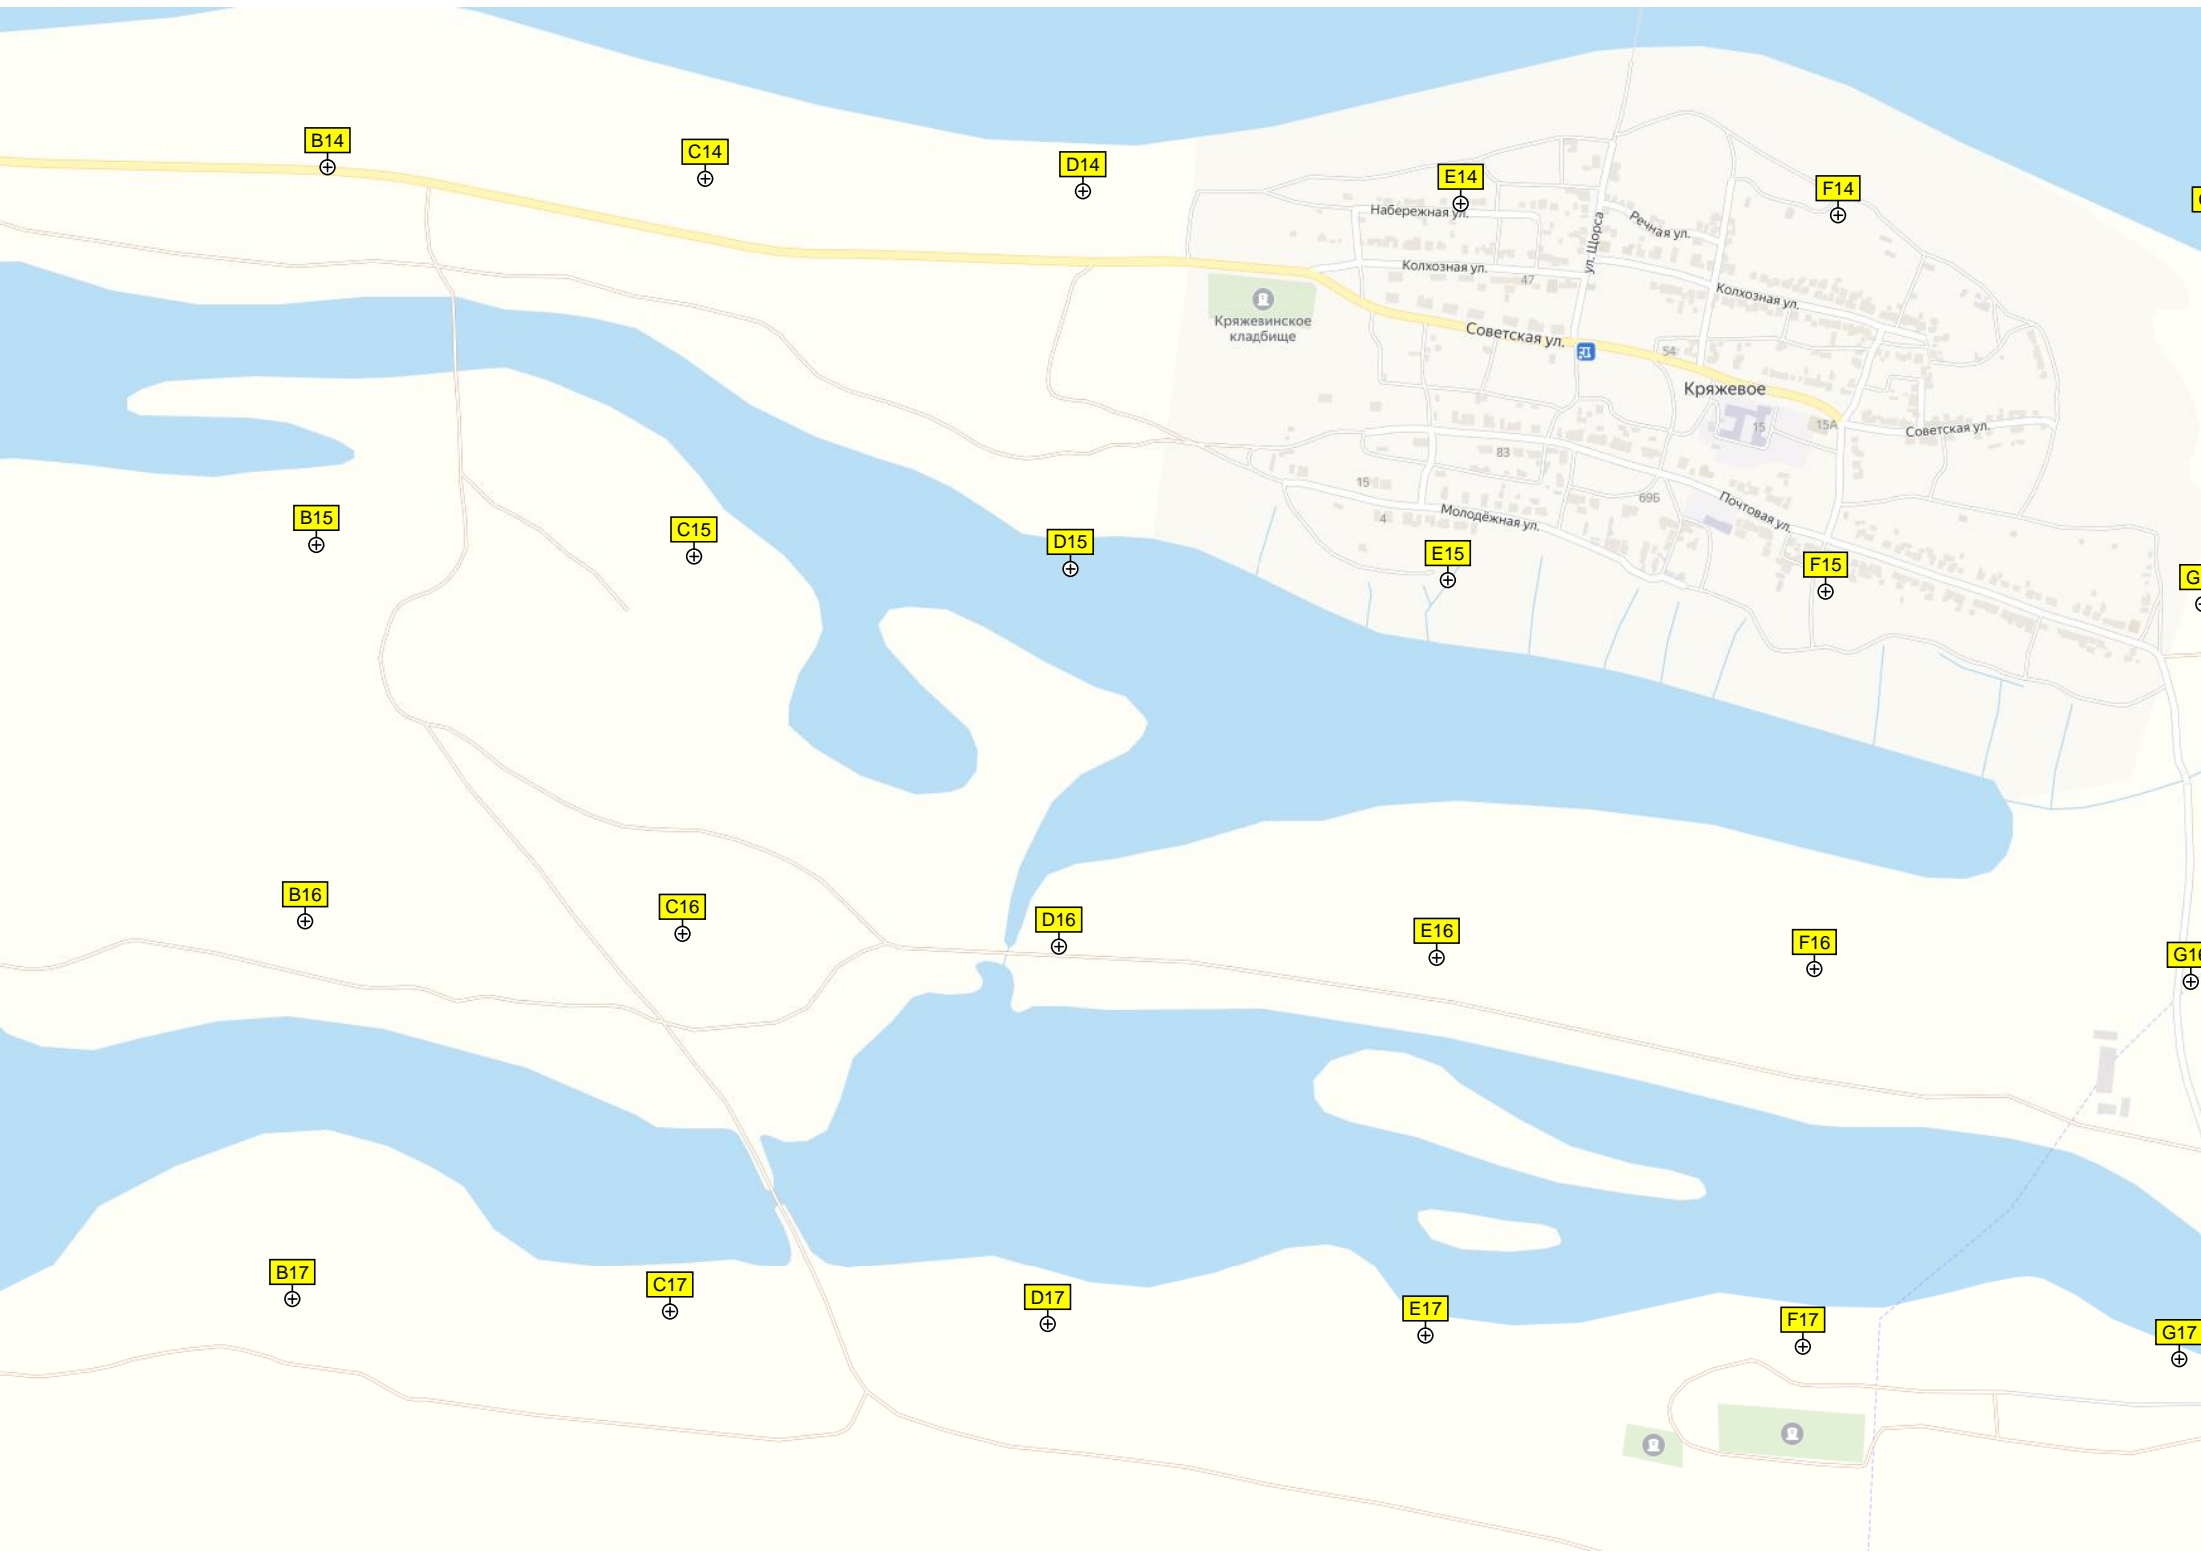 B14
C14
D14
E14
F14
Набережная ул.
Речная ул.
ул. Щорса
Колхозная ул.
47
Колхозная ул.
Кряжевинское
кладбище
Советская ул.
54
Кряжевое
15
15А
Советская ул.
83
15
69Б
4
Молодёжная ул.
Почтовая ул.
B15
C15
D15
E15
F15
G
B16
C16
D16
E16
F16
G16
B17
C17
D17
E17
F17
G17